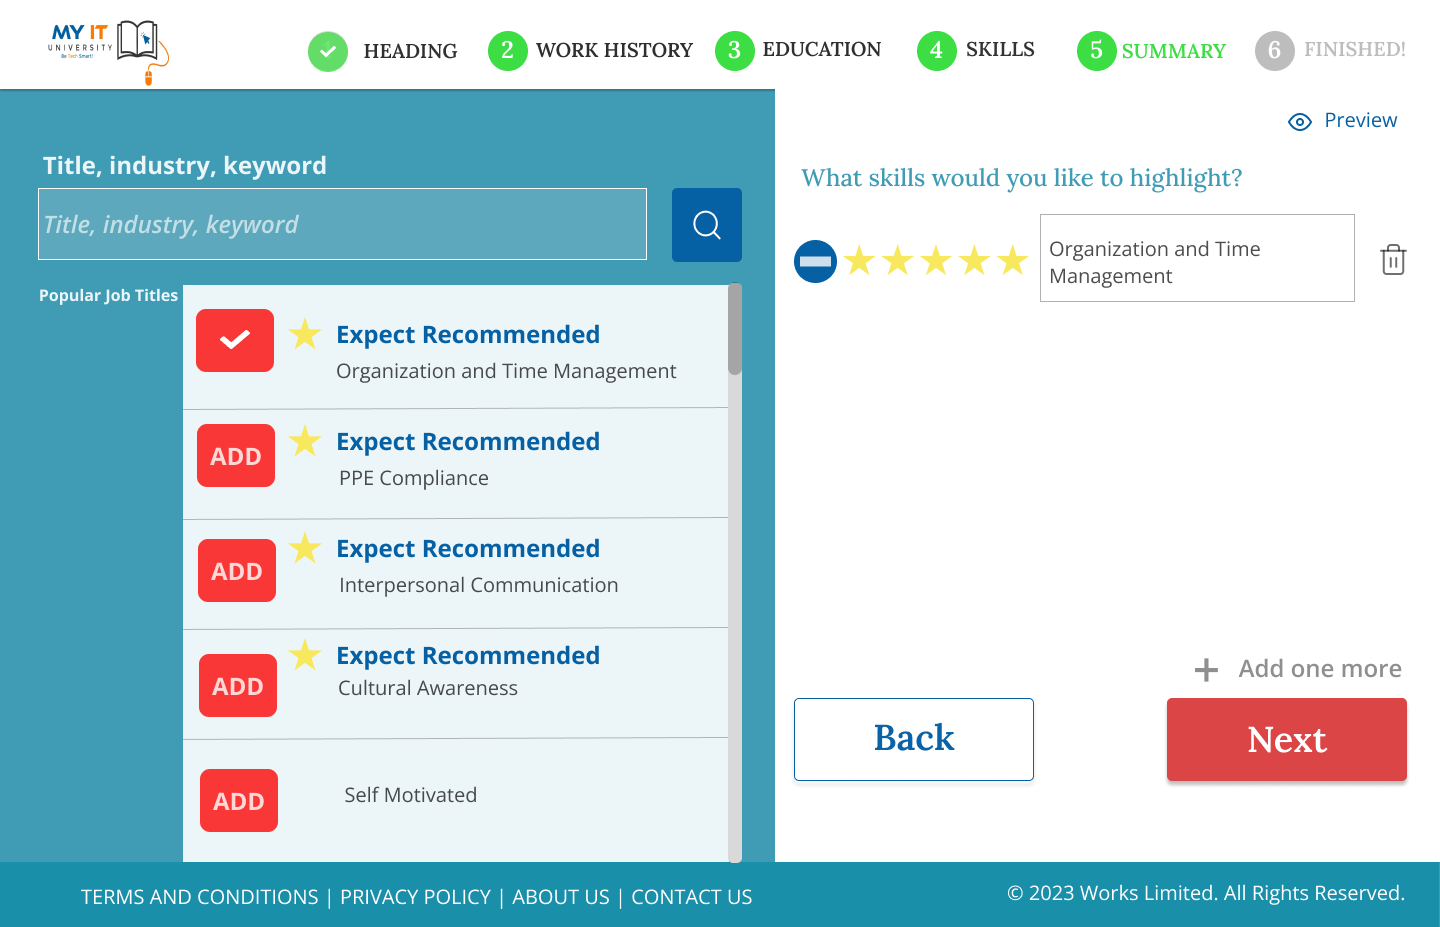 MY IT
UNIVERSITY
Be Tech Smart!
HEADING
2 WORK HISTORY
3 EDUCATION
4 SKILLS
5 SUMMARY
6 FINISHED!
Preview
Title, industry, keyword
Title, industry, keyword
Popular Job Titles
Expect Recommended
Organization and Time Management
ADD
Expect Recommended
PPE Compliance
ADD
Expect Recommended
Interpersonal Communication
ADD
Expect Recommended
Cultural Awareness
ADD
Self Motivated
What skills would you like to highlight?
Organization and Time
Management
Add one more
Back
Next
TERMS AND CONDITIONS | PRIVACY POLICY | ABOUT US | CONTACT US
© 2023 Works Limited. All Rights Reserved.